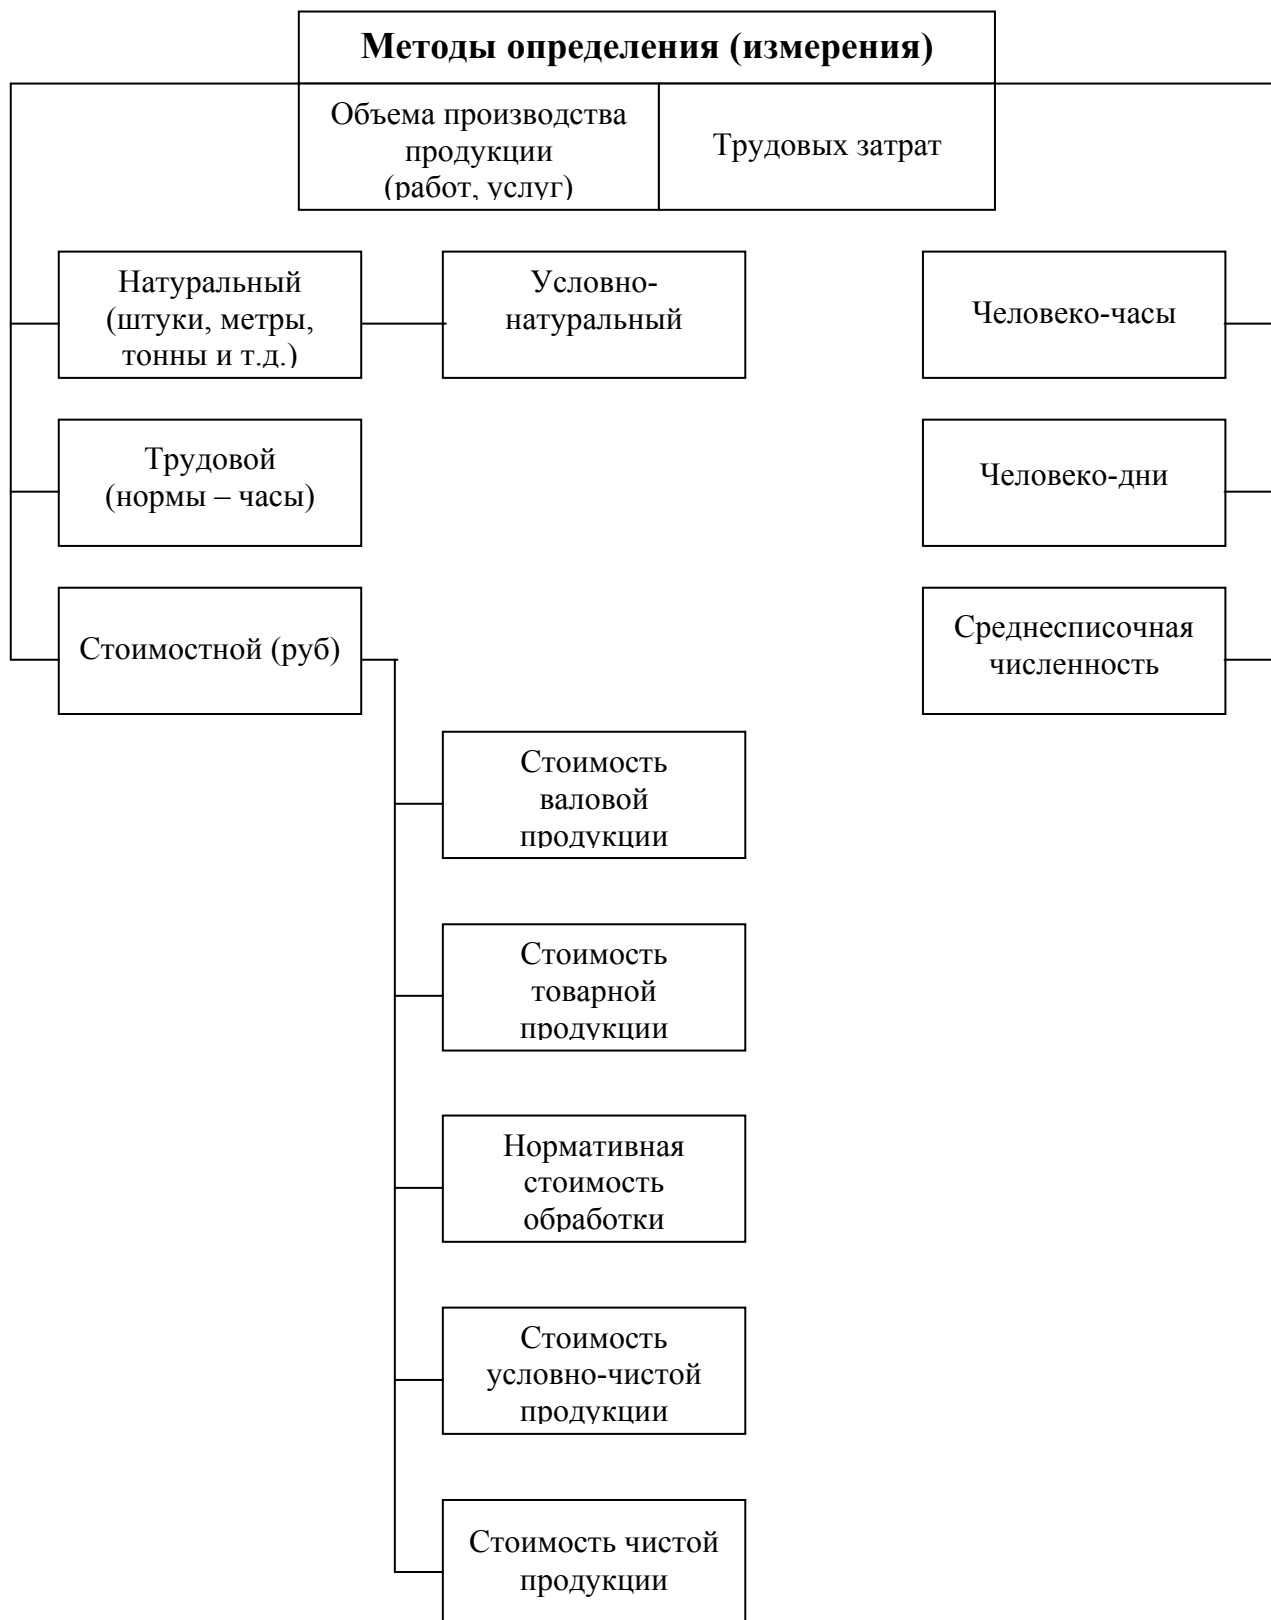 Методы определения (измерения)
Объема производства
продукции
(работ, услуг)
Трудовых затрат
Натуральный
(штуки, метры,
тонны и т.д.)
Условно-
натуральный
Человеко-часы
Трудовой
(нормы – часы)
Человеко-дни
Стоимостной (руб)
Среднесписочная
численность
Стоимость
валовой
продукции
Стоимость
товарной
продукции
Нормативная
стоимость
обработки
Стоимость
условно-чистой
продукции
Стоимость чистой
продукции